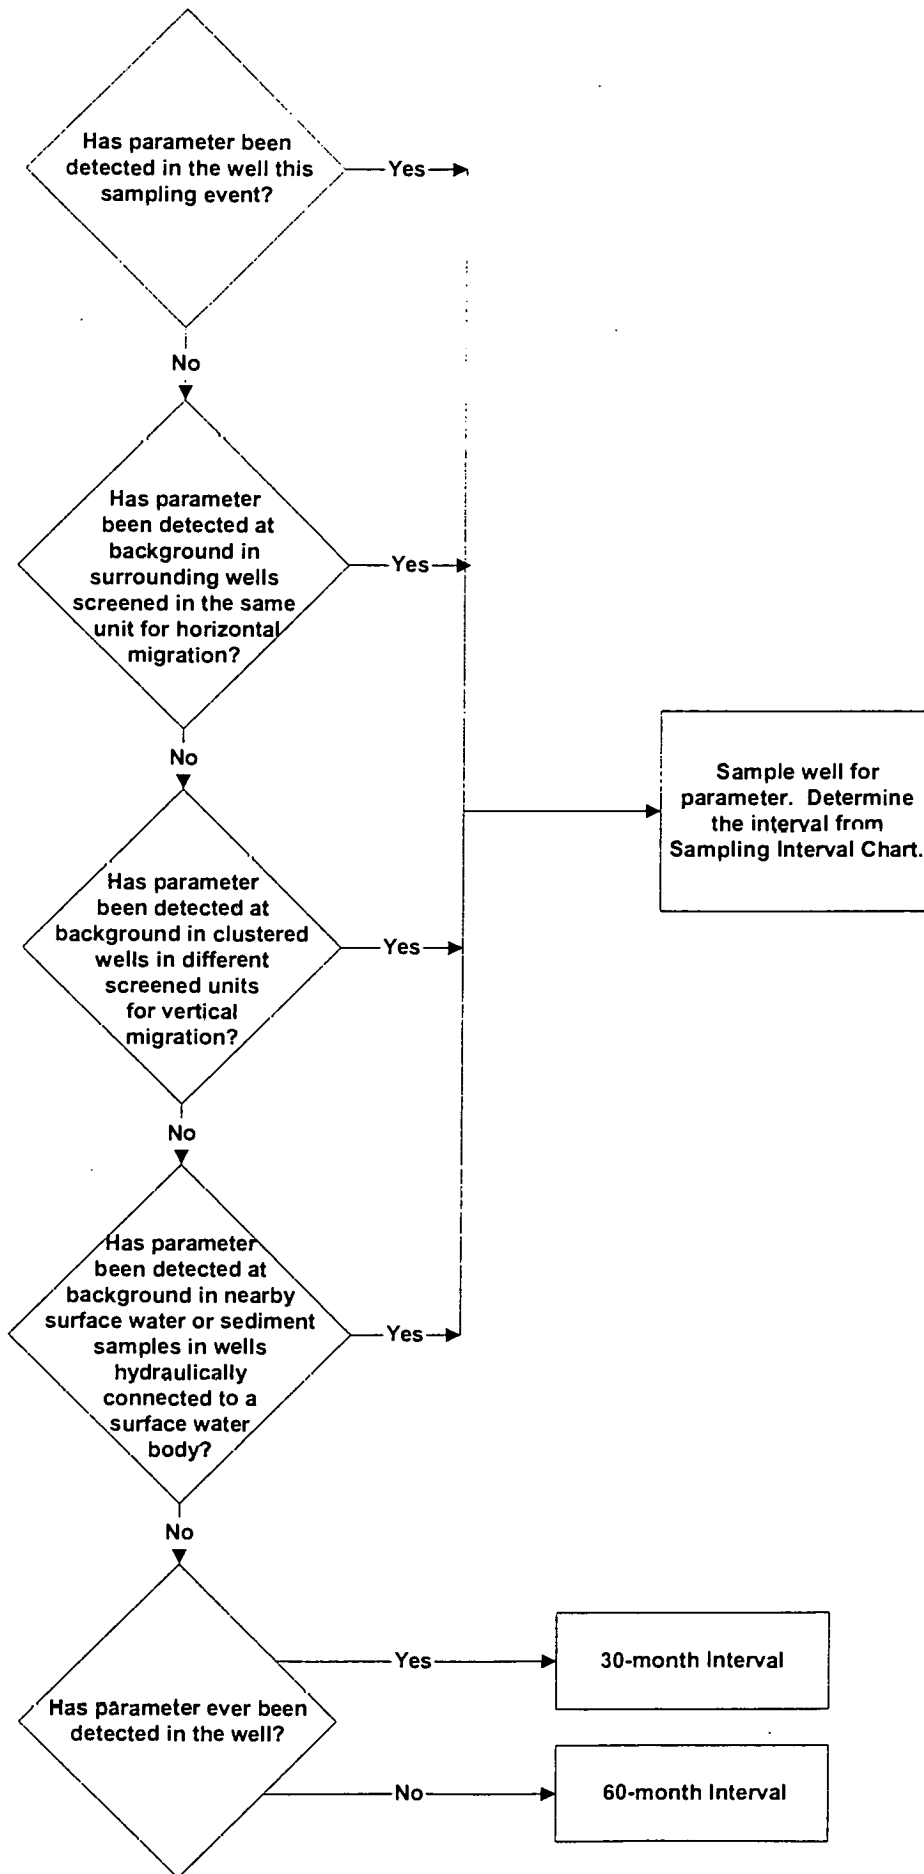 Has parameter been
detected in the well this
sampling event?
Yes
No
Has parameter
been detected at
background in
surrounding wells
screened in the same
unit for horizontal
migration?
Yes
No
Sample well for
parameter. Determine
the interval from
Sampling Interval Chart.
Has parameter
been detected at
background in clustered
wells in different
screened units
for vertical
migration?
Yes
No
Has parameter
been detected at
background in nearby
surface water or sediment
samples in wells
hydraulically
connected to a
surface water
body?
Yes
No
Has parameter ever been
detected in the well?
Yes
30-month Interval
No
60-month Interval